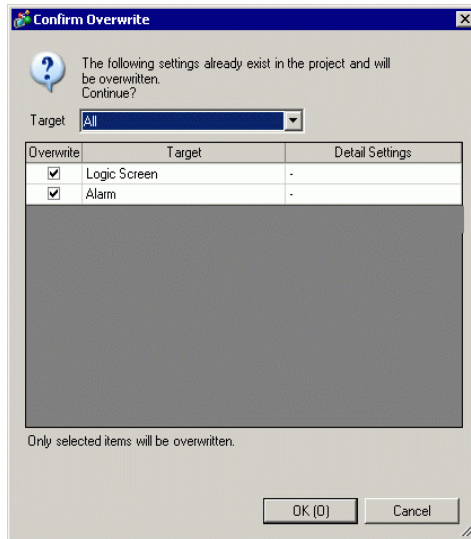 Confirm Overwrite
The following settings already exist in the project and will
be overwritten.
Continue?
Target All
Overwrite Target Detail Settings
Logic Screen -
Alarm -
Only selected items will be overwritten.
OK (O) Cancel